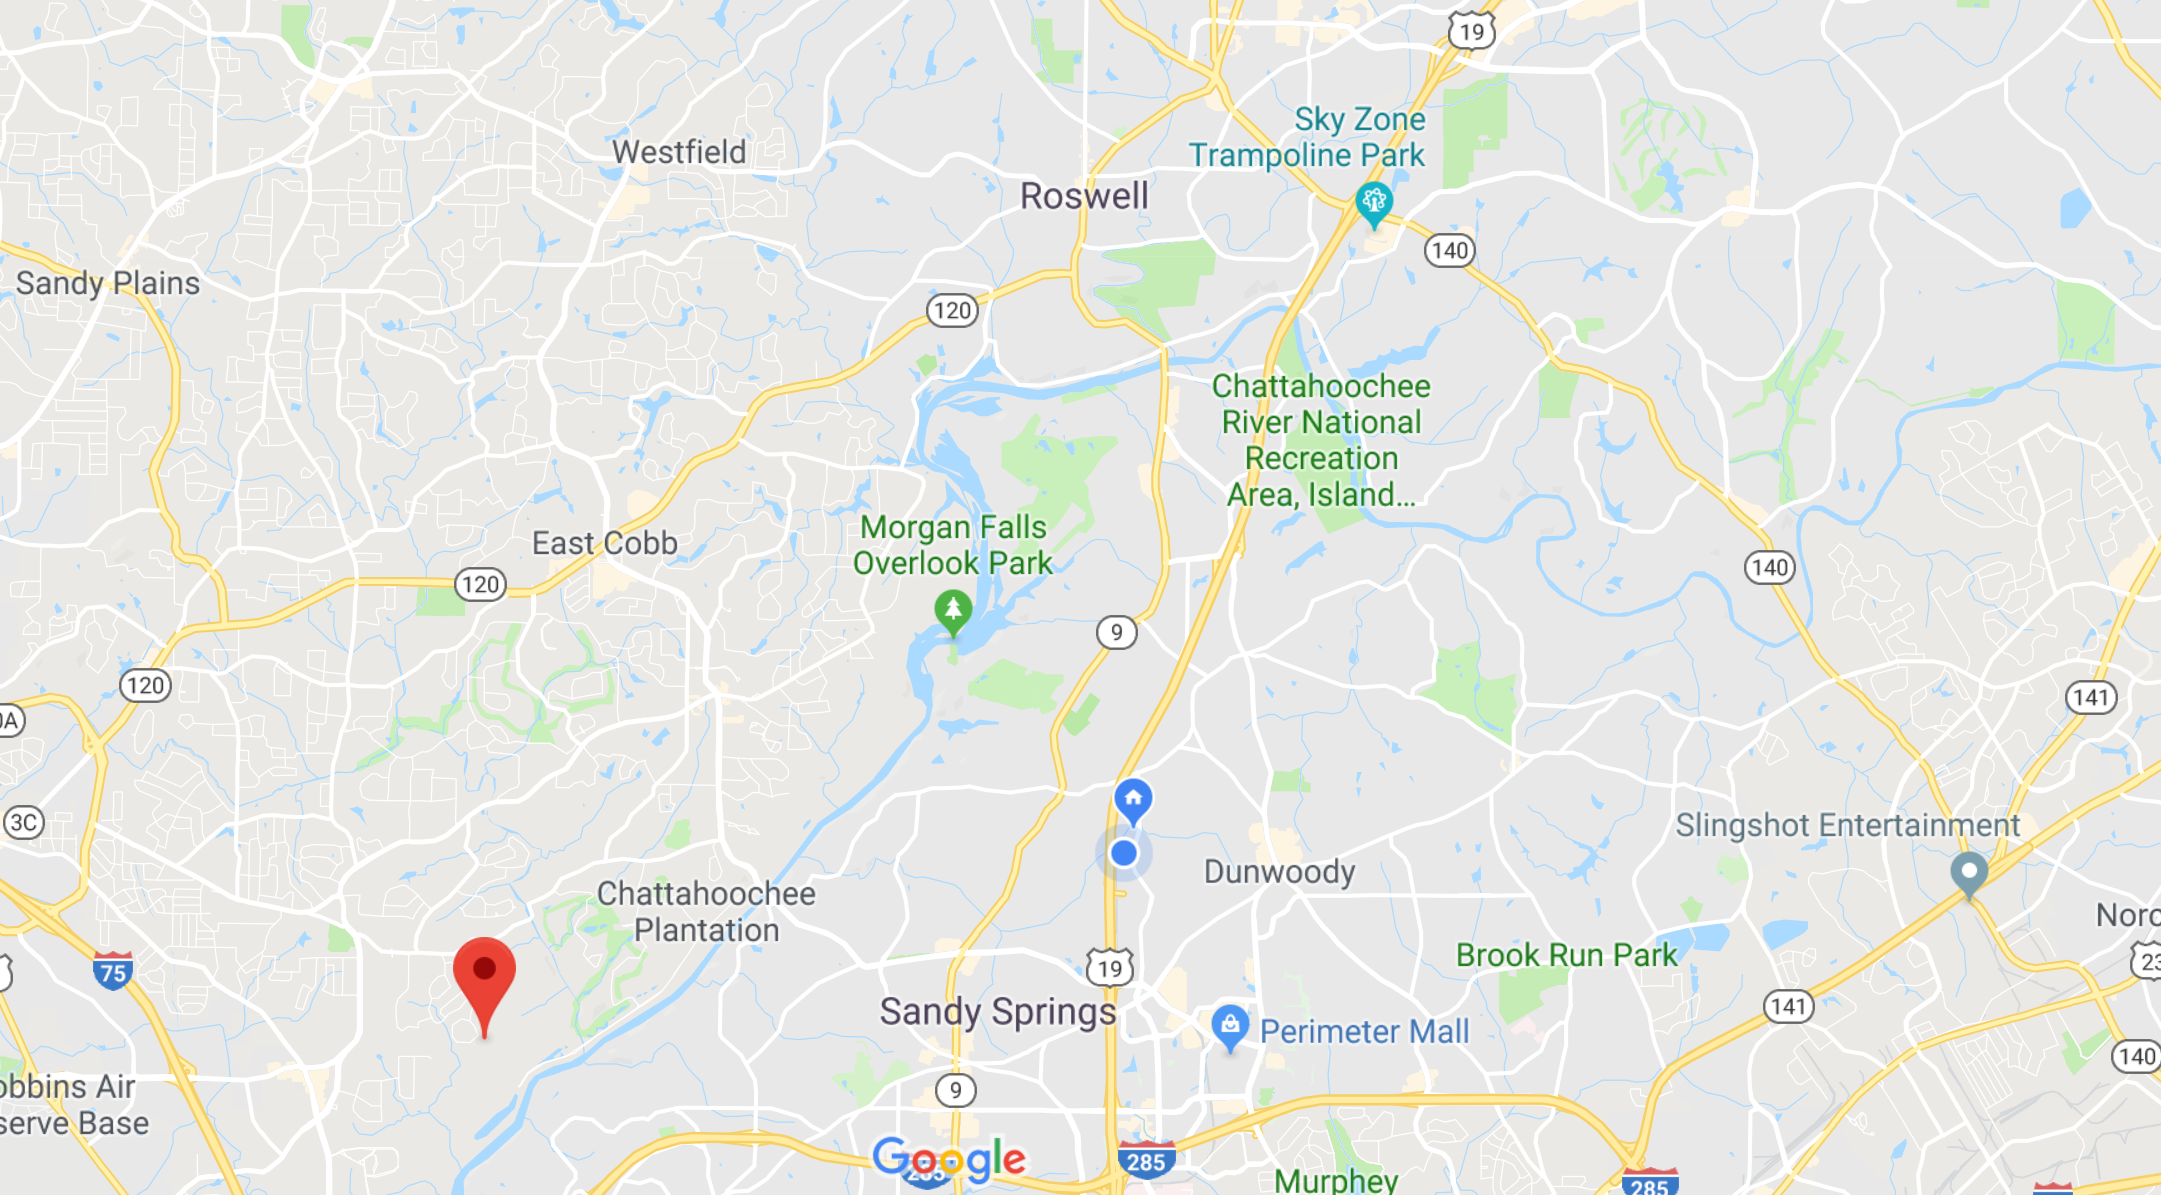 19
Sky Zone
Trampoline Park
Westfield
Roswell
140
Sandy Plains
120
Chattahoochee
River National
Recreation
Area, Island...
Morgan Falls
Overlook Park
East Cobb
120
140
9
120
141
0A
3C
Slingshot Entertainment
Dunwoody
Chattahoochee
Plantation
Norc
75
19
Brook Run Park
23
Sandy Springs
141
Perimeter Mall
140
obbins Air
serve Base
9
Google
285
285
285
Murphey